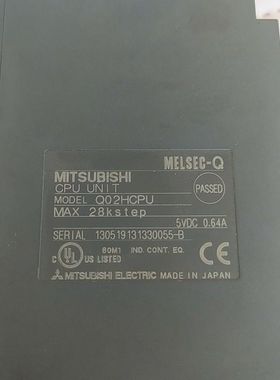 MELSEC-Q
MITSUBISHI
CPU UNIT
PASSED
MODEL Q02HCPU
MAX 28kstep
5VDC 0.64A
SERIAL 130519131330055-B
80M1 IND. CONT. EQ.
C UL US LISTED CE
MITSUBISHI ELECTRIC MADE IN JAPAN